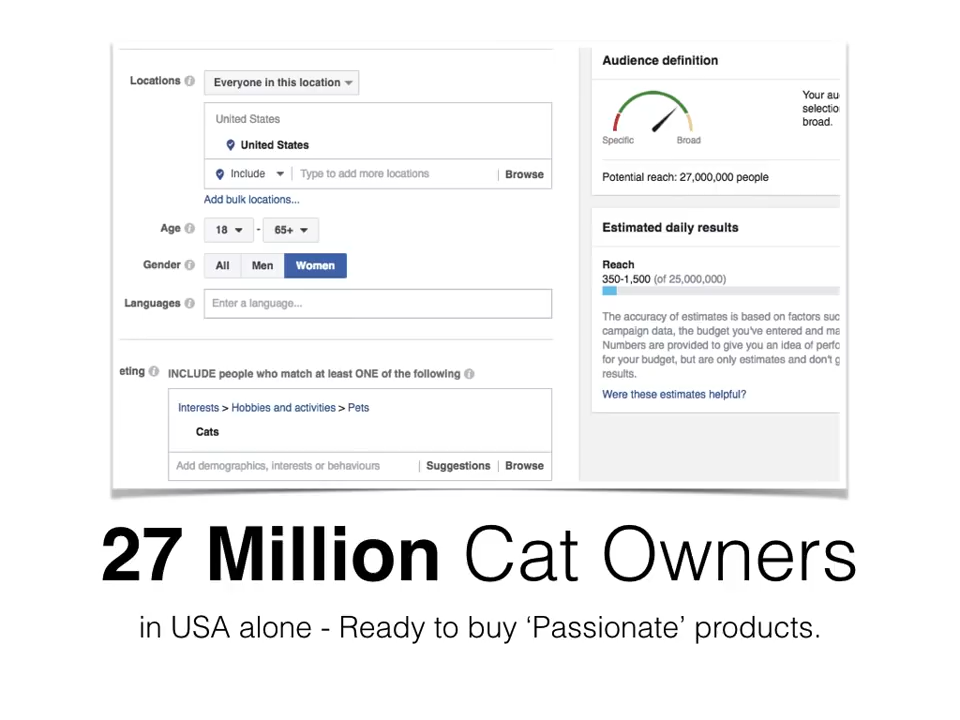 Locations
Everyone in this location
United States
United States
Include
Type to add more locations
Browse
Add bulk locations...
Age
18
-
65+
Gender
All
Men
Women
Languages
Enter a language...
eting
INCLUDE people who match at least ONE of the following
Interests > Hobbies and activities > Pets
Cats
Add demographics, interests or behaviours
Suggestions
Browse
Audience definition
Specific
Broad
Your au
selectio
broad.
Potential reach: 27,000,000 people
Estimated daily results
Reach
350-1,500 (of 25,000,000)
The accuracy of estimates is based on factors suc
campaign data, the budget you've entered and ma
Numbers are provided to give you an idea of perfo
for your budget, but are only estimates and don't g
results.
Were these estimates helpful?
27 Million Cat Owners
in USA alone - Ready to buy ‘Passionate’ products.